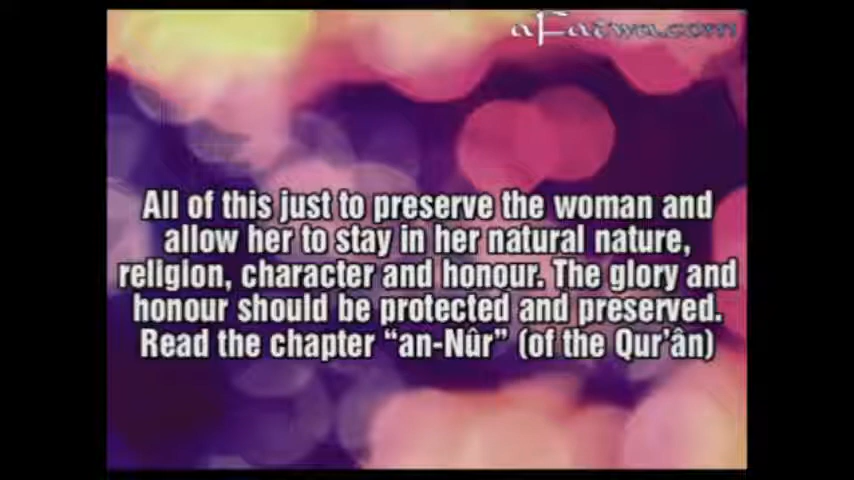 aFatwa.com
All of this just to preserve the woman and
allow her to stay in her natural nature,
religion, character and honour. The glory and
honour should be protected and preserved.
Read the chapter “an-Nûr” (of the Qur’ân)